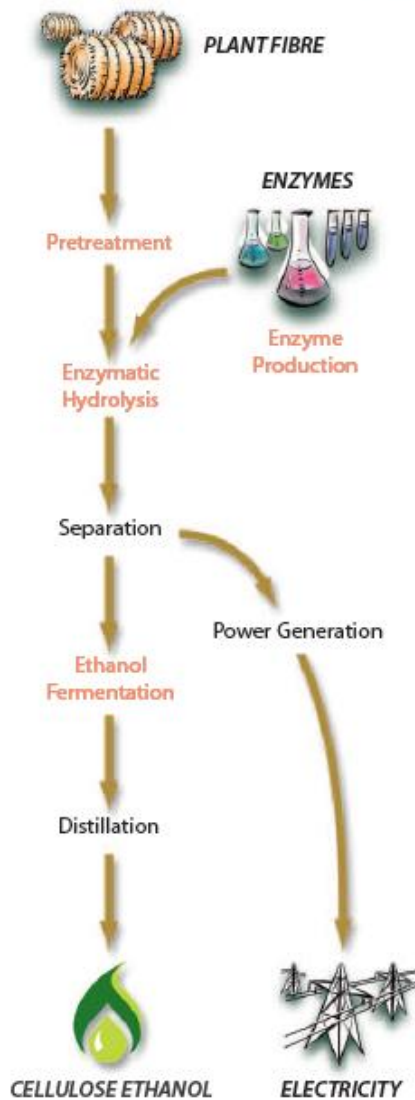 PLANT FIBRE
ENZYMES
Pretreatment
Enzyme
Production
Enzymatic
Hydrolysis
Separation
Power Generation
Ethanol
Fermentation
Distillation
CELLULOSE ETHANOL
ELECTRICITY